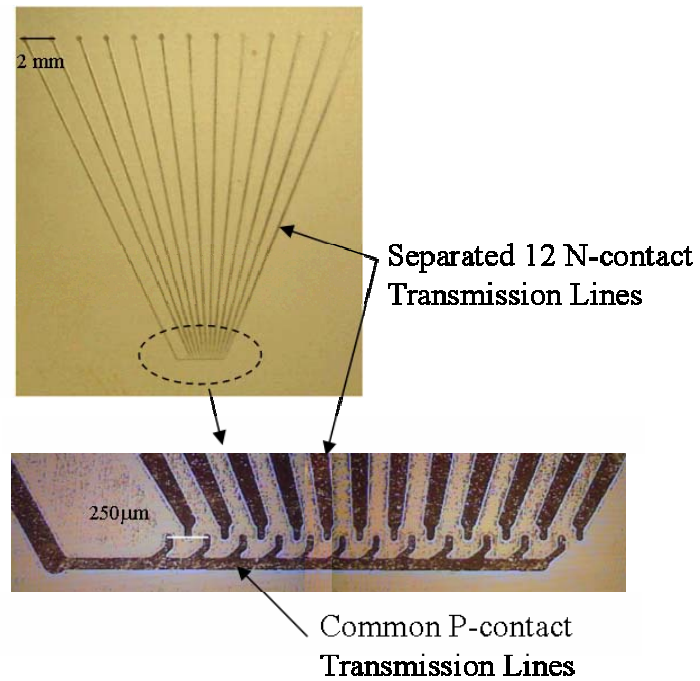 2 mm
Separated 12 N-contact
Transmission Lines
250μm
Common P-contact
Transmission Lines